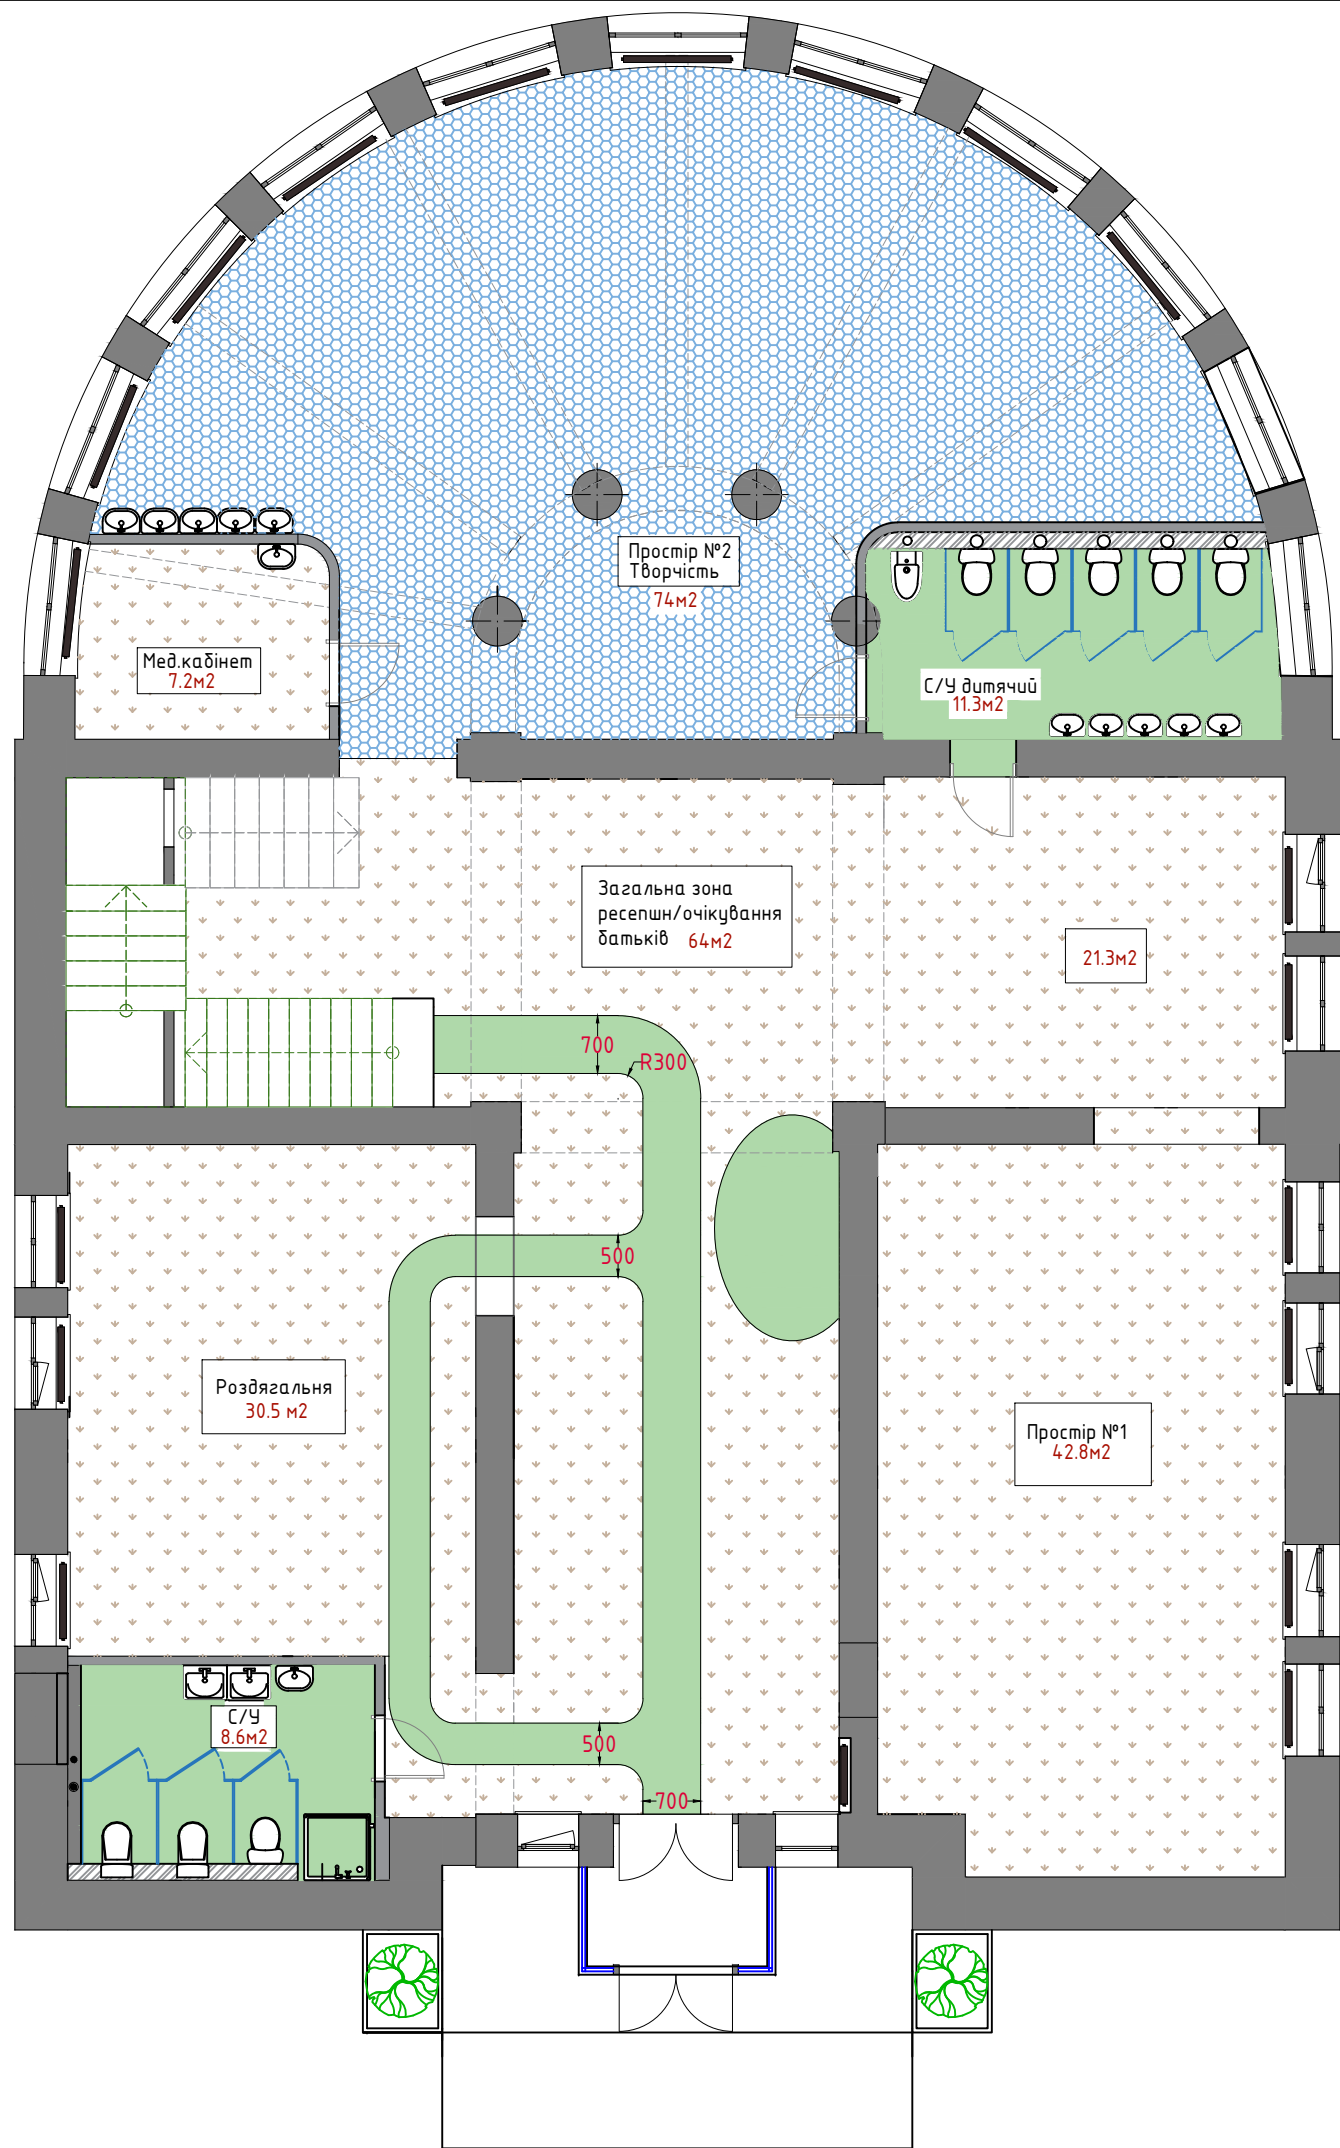 Простір №2
Творчість
74м2
Мед.кабінет
7.2м2
С/У дитячий
11.3м2
Загальна зона
ресепшн/очікування
батьків 64м2
21.3м2
700
R300
500
Роздягальня
30.5 м2
Простір №1
42.8м2
С/У
8.6м2
500
700